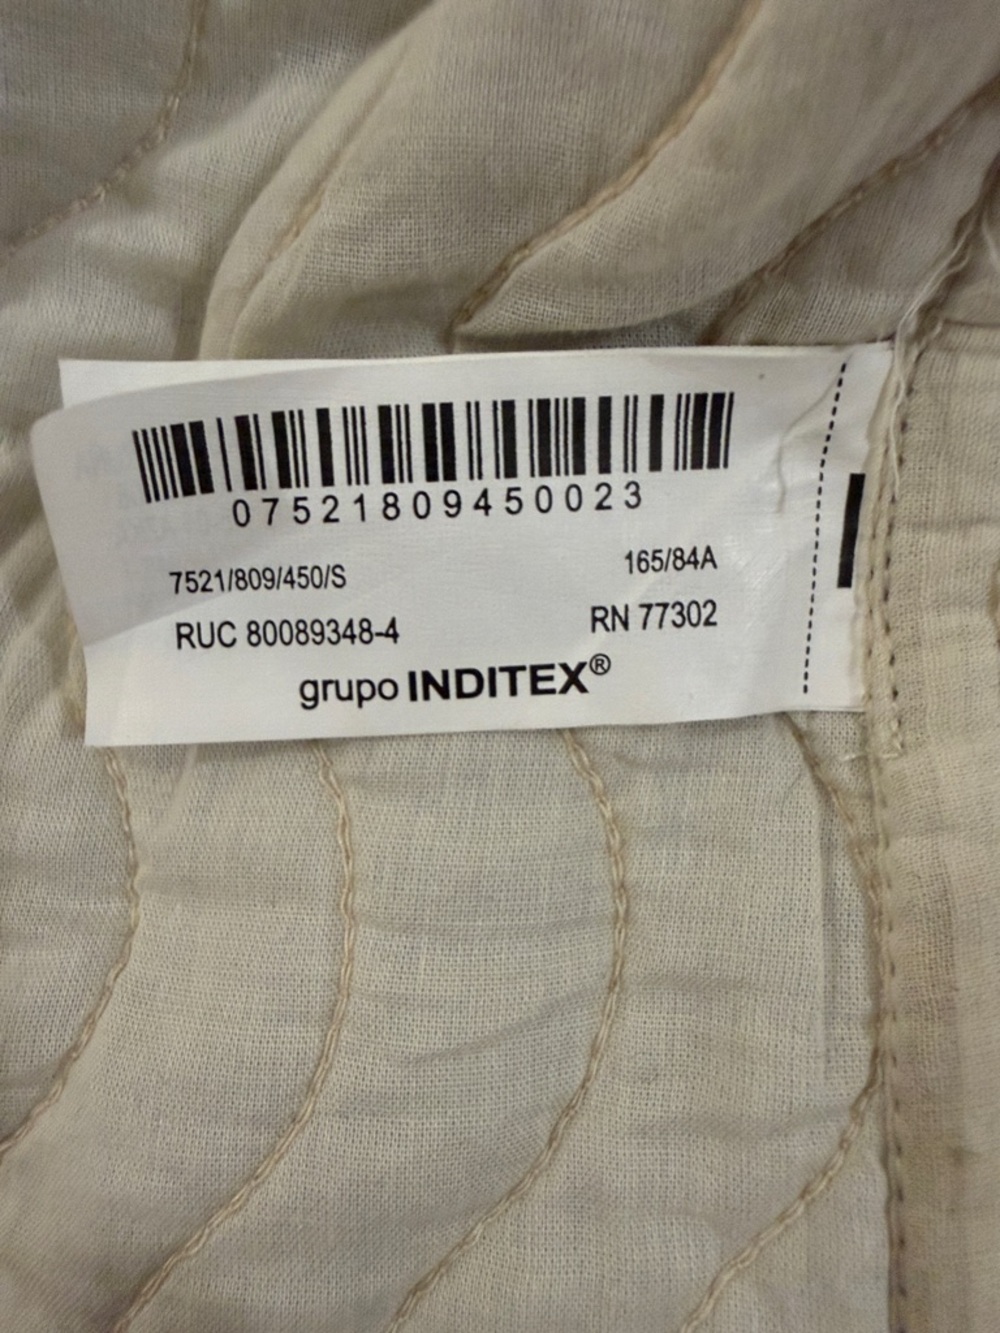 07521809450023
7521/809/450/S 165/84A
RUC 80089348-4 RN 77302
grupo INDITEX®